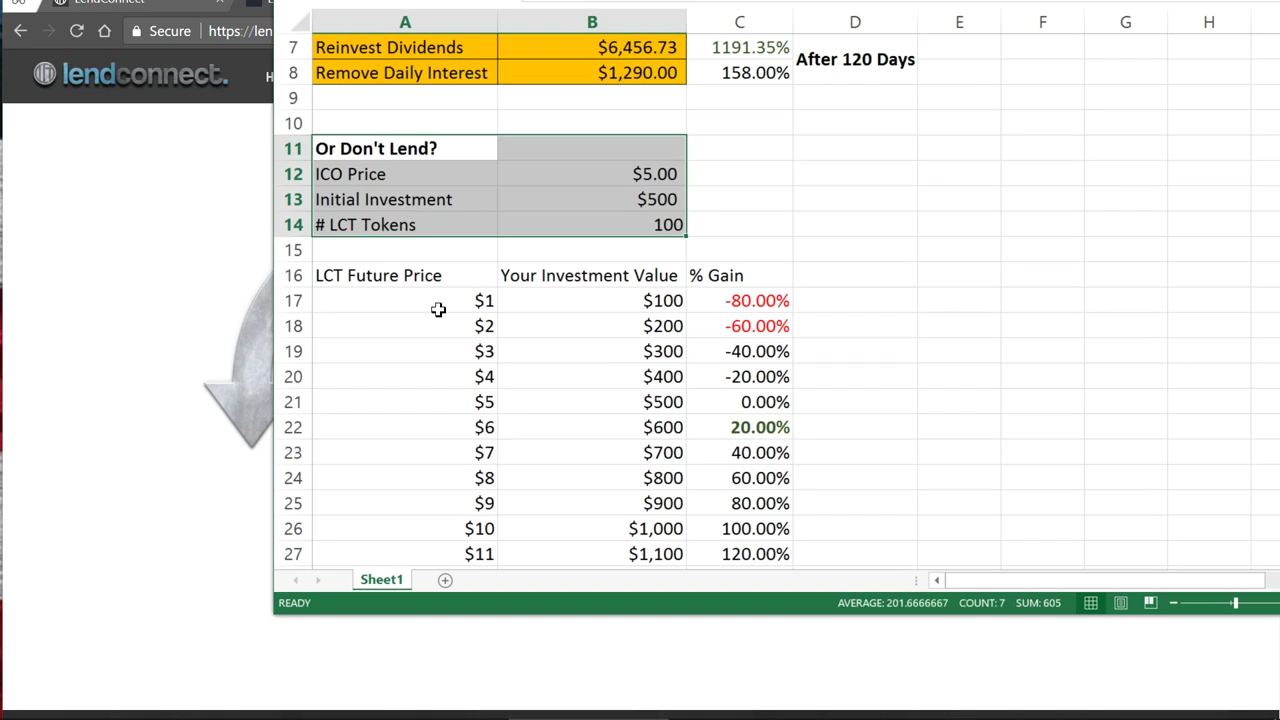 LendConnect
Secure
https://len
lendconnect.
H
A B C D E F G H
7 Reinvest Dividends $6,456.73 1191.35%
After 120 Days
8 Remove Daily Interest $1,290.00 158.00%
9
10
11 Or Don't Lend?
12 ICO Price $5.00
13 Initial Investment $500
14 # LCT Tokens 100
15
16 LCT Future Price Your Investment Value % Gain
17 $1 $100 -80.00%
18 $2 $200 -60.00%
19 $3 $300 -40.00%
20 $4 $400 -20.00%
21 $5 $500 0.00%
22 $6 $600 20.00%
23 $7 $700 40.00%
24 $8 $800 60.00%
25 $9 $900 80.00%
26 $10 $1,000 100.00%
27 $11 $1,100 120.00%
Sheet1
READY AVERAGE: 201.6666667 COUNT: 7 SUM: 605